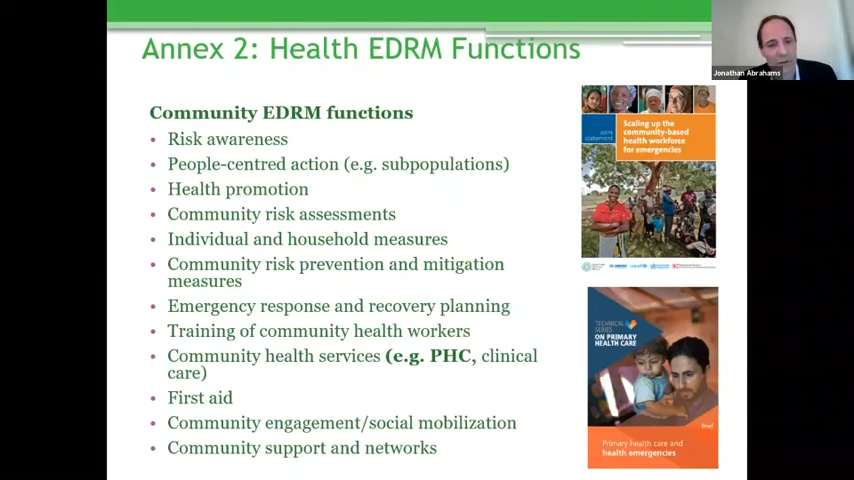 Annex 2: Health EDRM Functions
Jonathan Abrahams
Community EDRM functions
• Risk awareness
• People-centred action (e.g. subpopulations)
• Health promotion
• Community risk assessments
• Individual and household measures
• Community risk prevention and mitigation
measures
• Emergency response and recovery planning
• Training of community health workers
• Community health services (e.g. PHC, clinical
care)
• First aid
• Community engagement/social mobilization
• Community support and networks
joint
statement
Scaling up the
community-based
health workforce
for emergencies
TECHNICAL
SERIES
ON PRIMARY
HEALTH CARE
Brief
Primary health care and
health emergencies